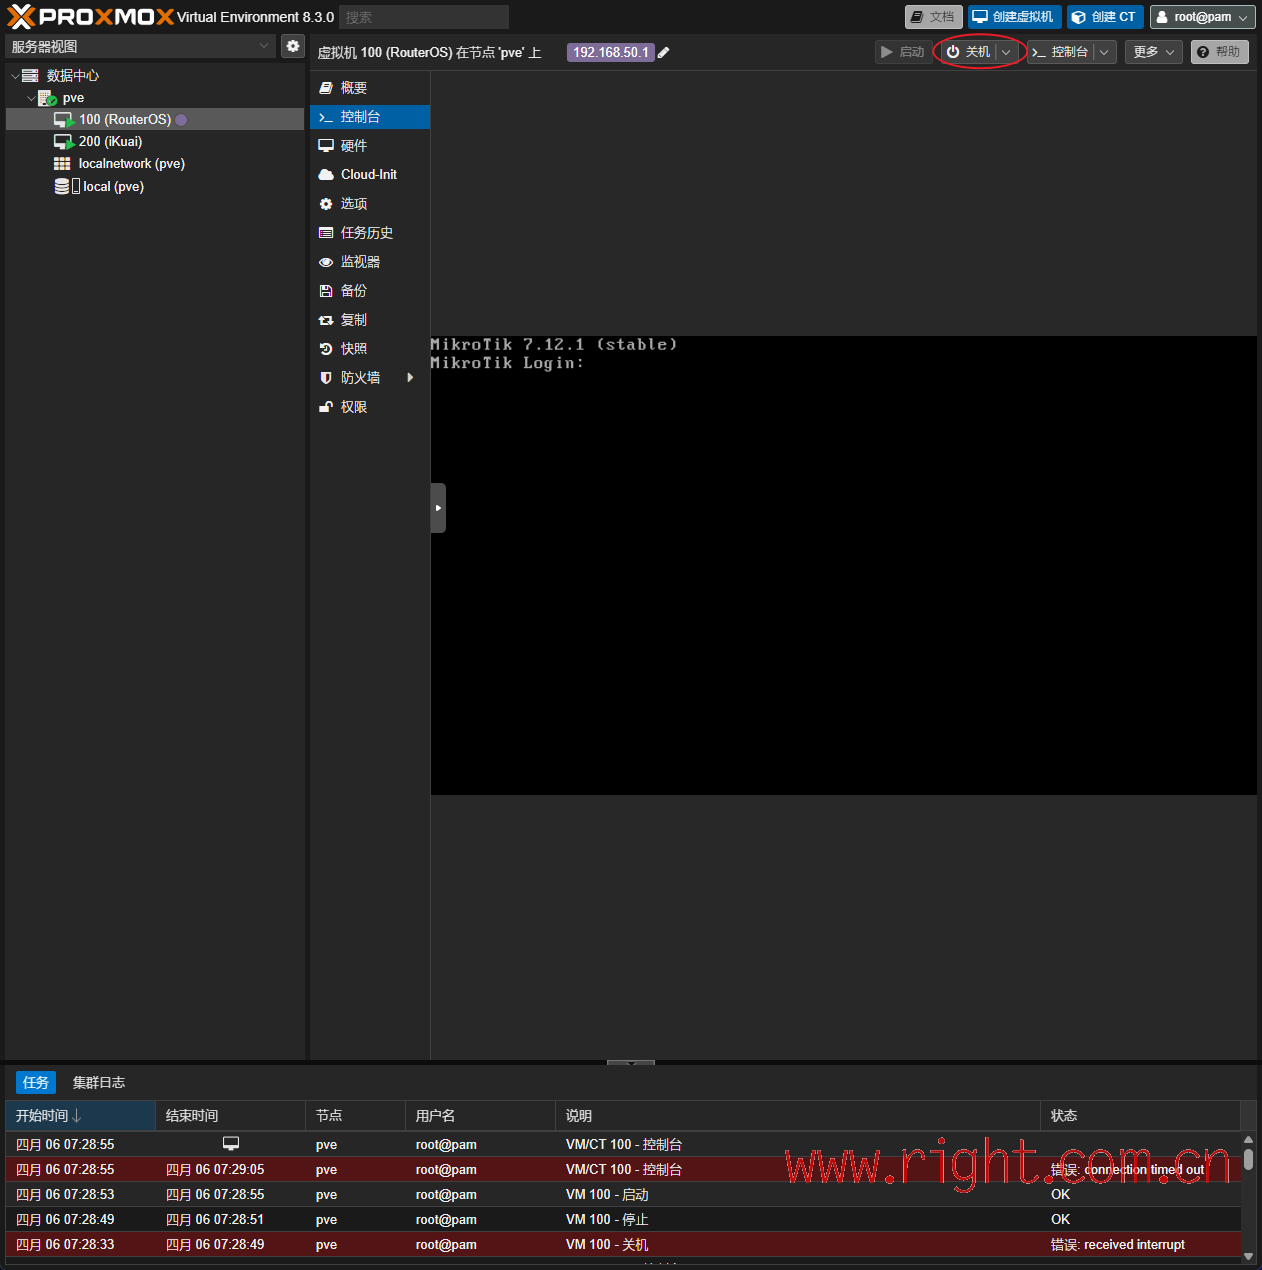 PROXMOX Virtual Environment 8.3.0 搜索 文档 创建虚拟机 创建 CT root@pam
服务器视图
虚拟机 100 (RouterOS) 在节点 'pve' 上 192.168.50.1 启动 关机 控制台 更多 帮助
数据中心
pve
100 (RouterOS)
200 (iKuai)
localnetwork (pve)
local (pve)
概要
控制台
硬件
Cloud-Init
选项
任务历史
监视器
备份
复制
快照
防火墙
权限
MikroTik 7.12.1 (stable)
MikroTik Login:
任务 集群日志
开始时间 结束时间 节点 用户名 说明 状态
四月 06 07:28:55 pve root@pam VM/CT 100 - 控制台
四月 06 07:28:55 四月 06 07:29:05 pve root@pam VM/CT 100 - 控制台 错误: connection timed out
四月 06 07:28:53 四月 06 07:28:55 pve root@pam VM 100 - 启动 OK
四月 06 07:28:49 四月 06 07:28:51 pve root@pam VM 100 - 停止 OK
四月 06 07:28:33 四月 06 07:28:49 pve root@pam VM 100 - 关机 错误: received interrupt
www.right.com.cn